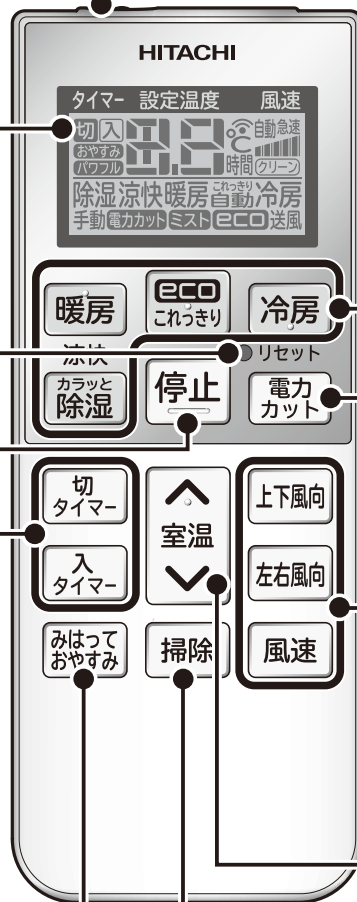 HITACHI
タイマー 設定温度 風速
切 入 8.8 ℃ 自動急速
おやすみ
パワフル 時間 クリーン
除湿涼快暖房 これっきり自動 冷房
手動 電力カット ミスト eco 送風
暖房 eco これっきり 冷房
涼快 リセット
カラッと除湿 停止 電力カット
切タイマー 上下風向
室温
入タイマー 左右風向
みはっておやすみ 掃除 風速